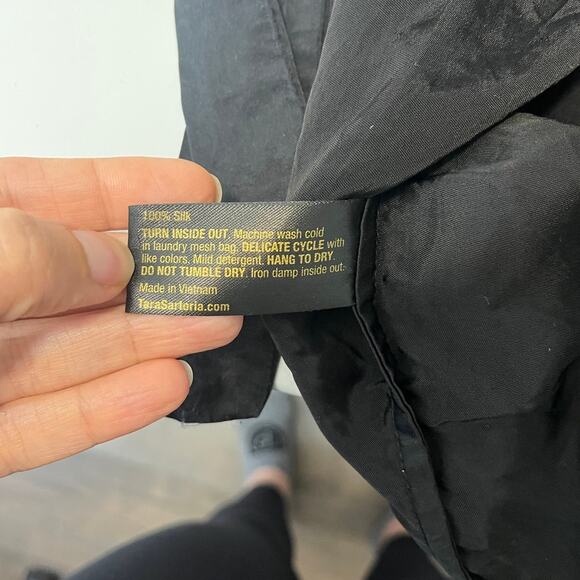 100% Silk
TURN INSIDE OUT. Machine wash cold
in laundry mesh bag. DELICATE CYCLE with
like colors. Mild detergent. HANG TO DRY.
DO NOT TUMBLE DRY. Iron damp inside out.
Made in Vietnam
TaraSartoria.com